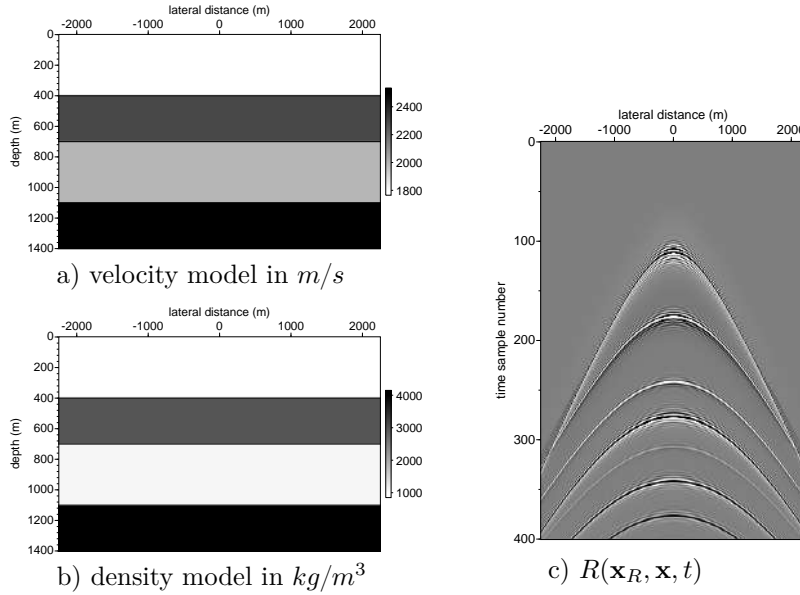 lateral distance (m)
-2000 -1000 0 1000 2000
0
200
400
600
800
1000
1200
1400
depth (m)
2400
2200
2000
1800
a) velocity model in m/s
lateral distance (m)
-2000 -1000 0 1000 2000
0
200
400
600
800
1000
1200
1400
depth (m)
4000
3000
2000
1000
b) density model in kg/m³
lateral distance (m)
-2000 -1000 0 1000 2000
0
100
200
300
400
time sample number
c) R(x_R, x, t)